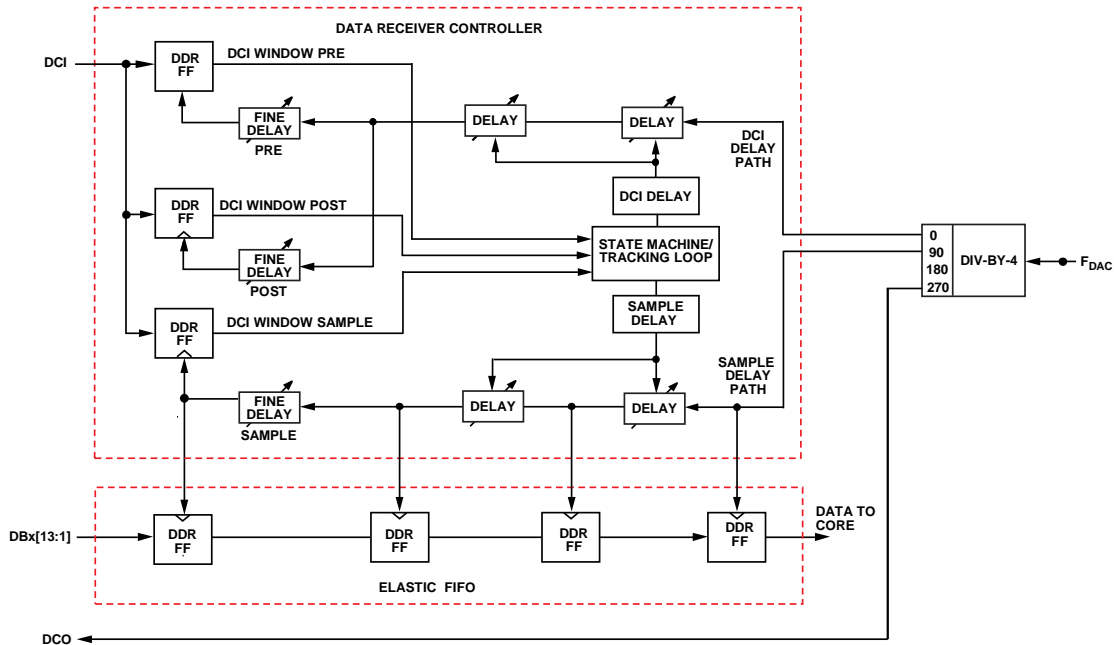 DATA RECEIVER CONTROLLER
DCI
DDR
FF
DCI WINDOW PRE
FINE
DELAY
PRE
DELAY
DELAY
DCI
DELAY
PATH
DCI DELAY
DDR
FF
DCI WINDOW POST
FINE
DELAY
POST
STATE MACHINE/
TRACKING LOOP
0
90
180
270
DIV-BY-4
FDAC
DDR
FF
DCI WINDOW SAMPLE
SAMPLE
DELAY
SAMPLE
DELAY
PATH
FINE
DELAY
SAMPLE
DELAY
DELAY
DBx[13:1]
DDR
FF
DDR
FF
DDR
FF
DDR
FF
DATA TO
CORE
ELASTIC FIFO
DCO